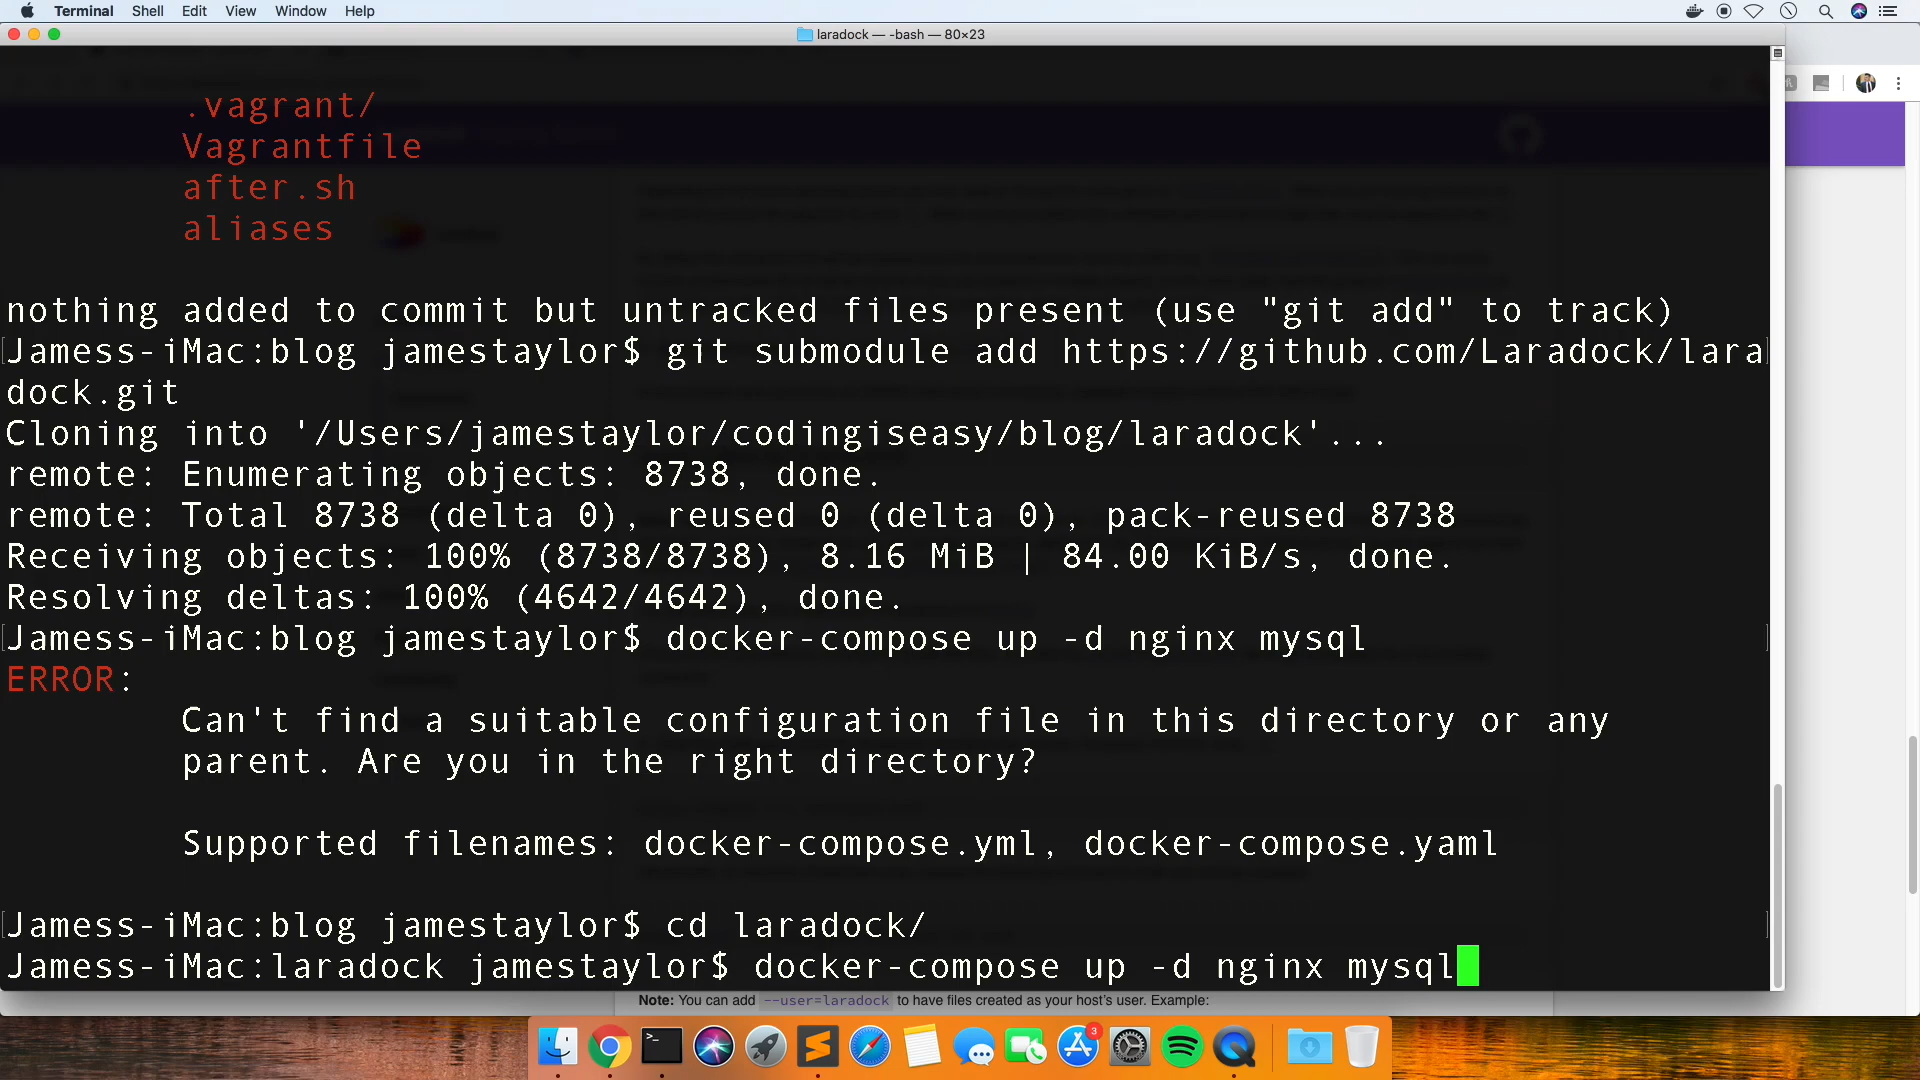 Terminal Shell Edit View Window Help
laradock — -bash — 80×23
.vagrant/
Vagrantfile
after.sh
aliases
nothing added to commit but untracked files present (use "git add" to track)
Jamess-iMac:blog jamestaylor$ git submodule add https://github.com/Laradock/lara
dock.git
Cloning into '/Users/jamestaylor/codingiseasy/blog/laradock'...
remote: Enumerating objects: 8738, done.
remote: Total 8738 (delta 0), reused 0 (delta 0), pack-reused 8738
Receiving objects: 100% (8738/8738), 8.16 MiB | 84.00 KiB/s, done.
Resolving deltas: 100% (4642/4642), done.
Jamess-iMac:blog jamestaylor$ docker-compose up -d nginx mysql
ERROR:
Can't find a suitable configuration file in this directory or any
parent. Are you in the right directory?
Supported filenames: docker-compose.yml, docker-compose.yaml
Jamess-iMac:blog jamestaylor$ cd laradock/
Jamess-iMac:laradock jamestaylor$ docker-compose up -d nginx mysql
Note: You can add --user=laradock to have files created as your host's user. Example:
3